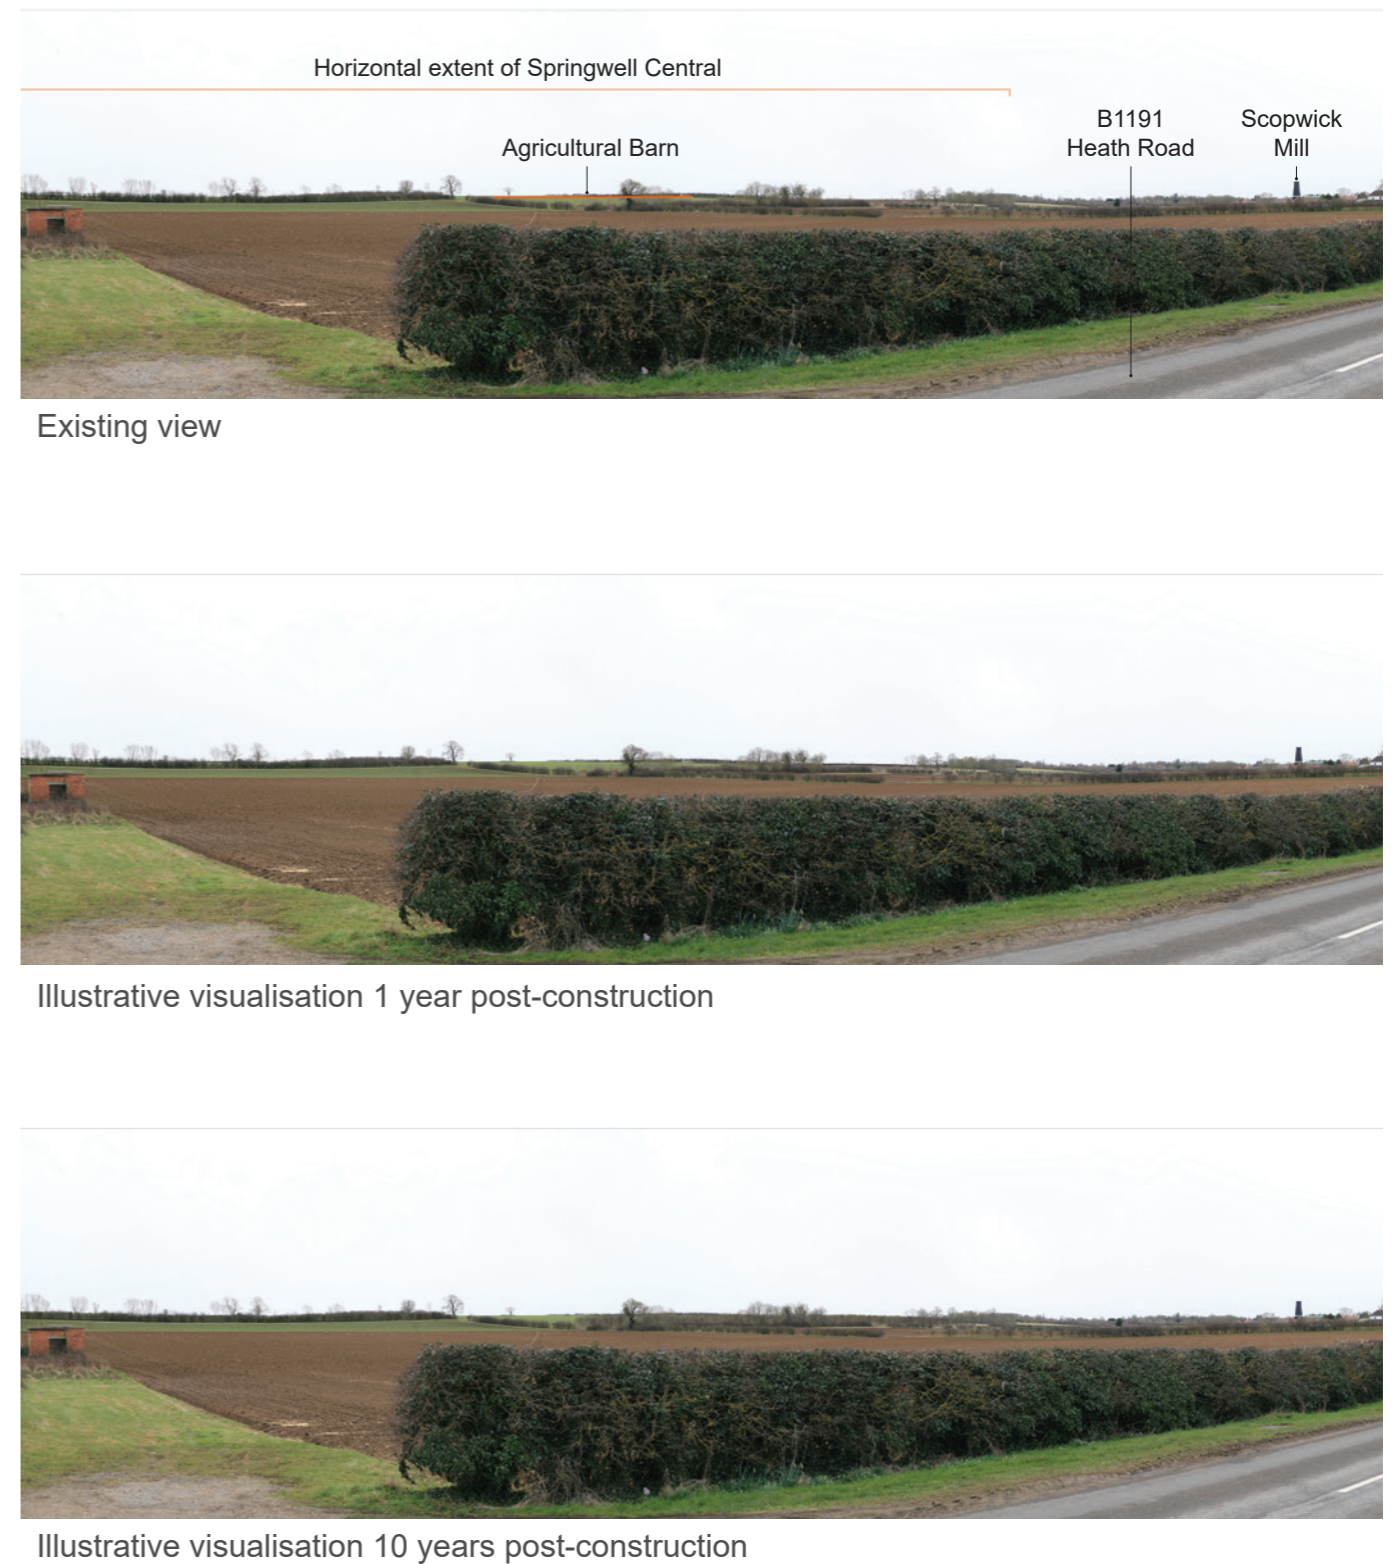 Horizontal extent of Springwell Central
B1191
Heath Road
Scopwick
Mill
Agricultural Barn
Existing view
Illustrative visualisation 1 year post-construction
Illustrative visualisation 10 years post-construction